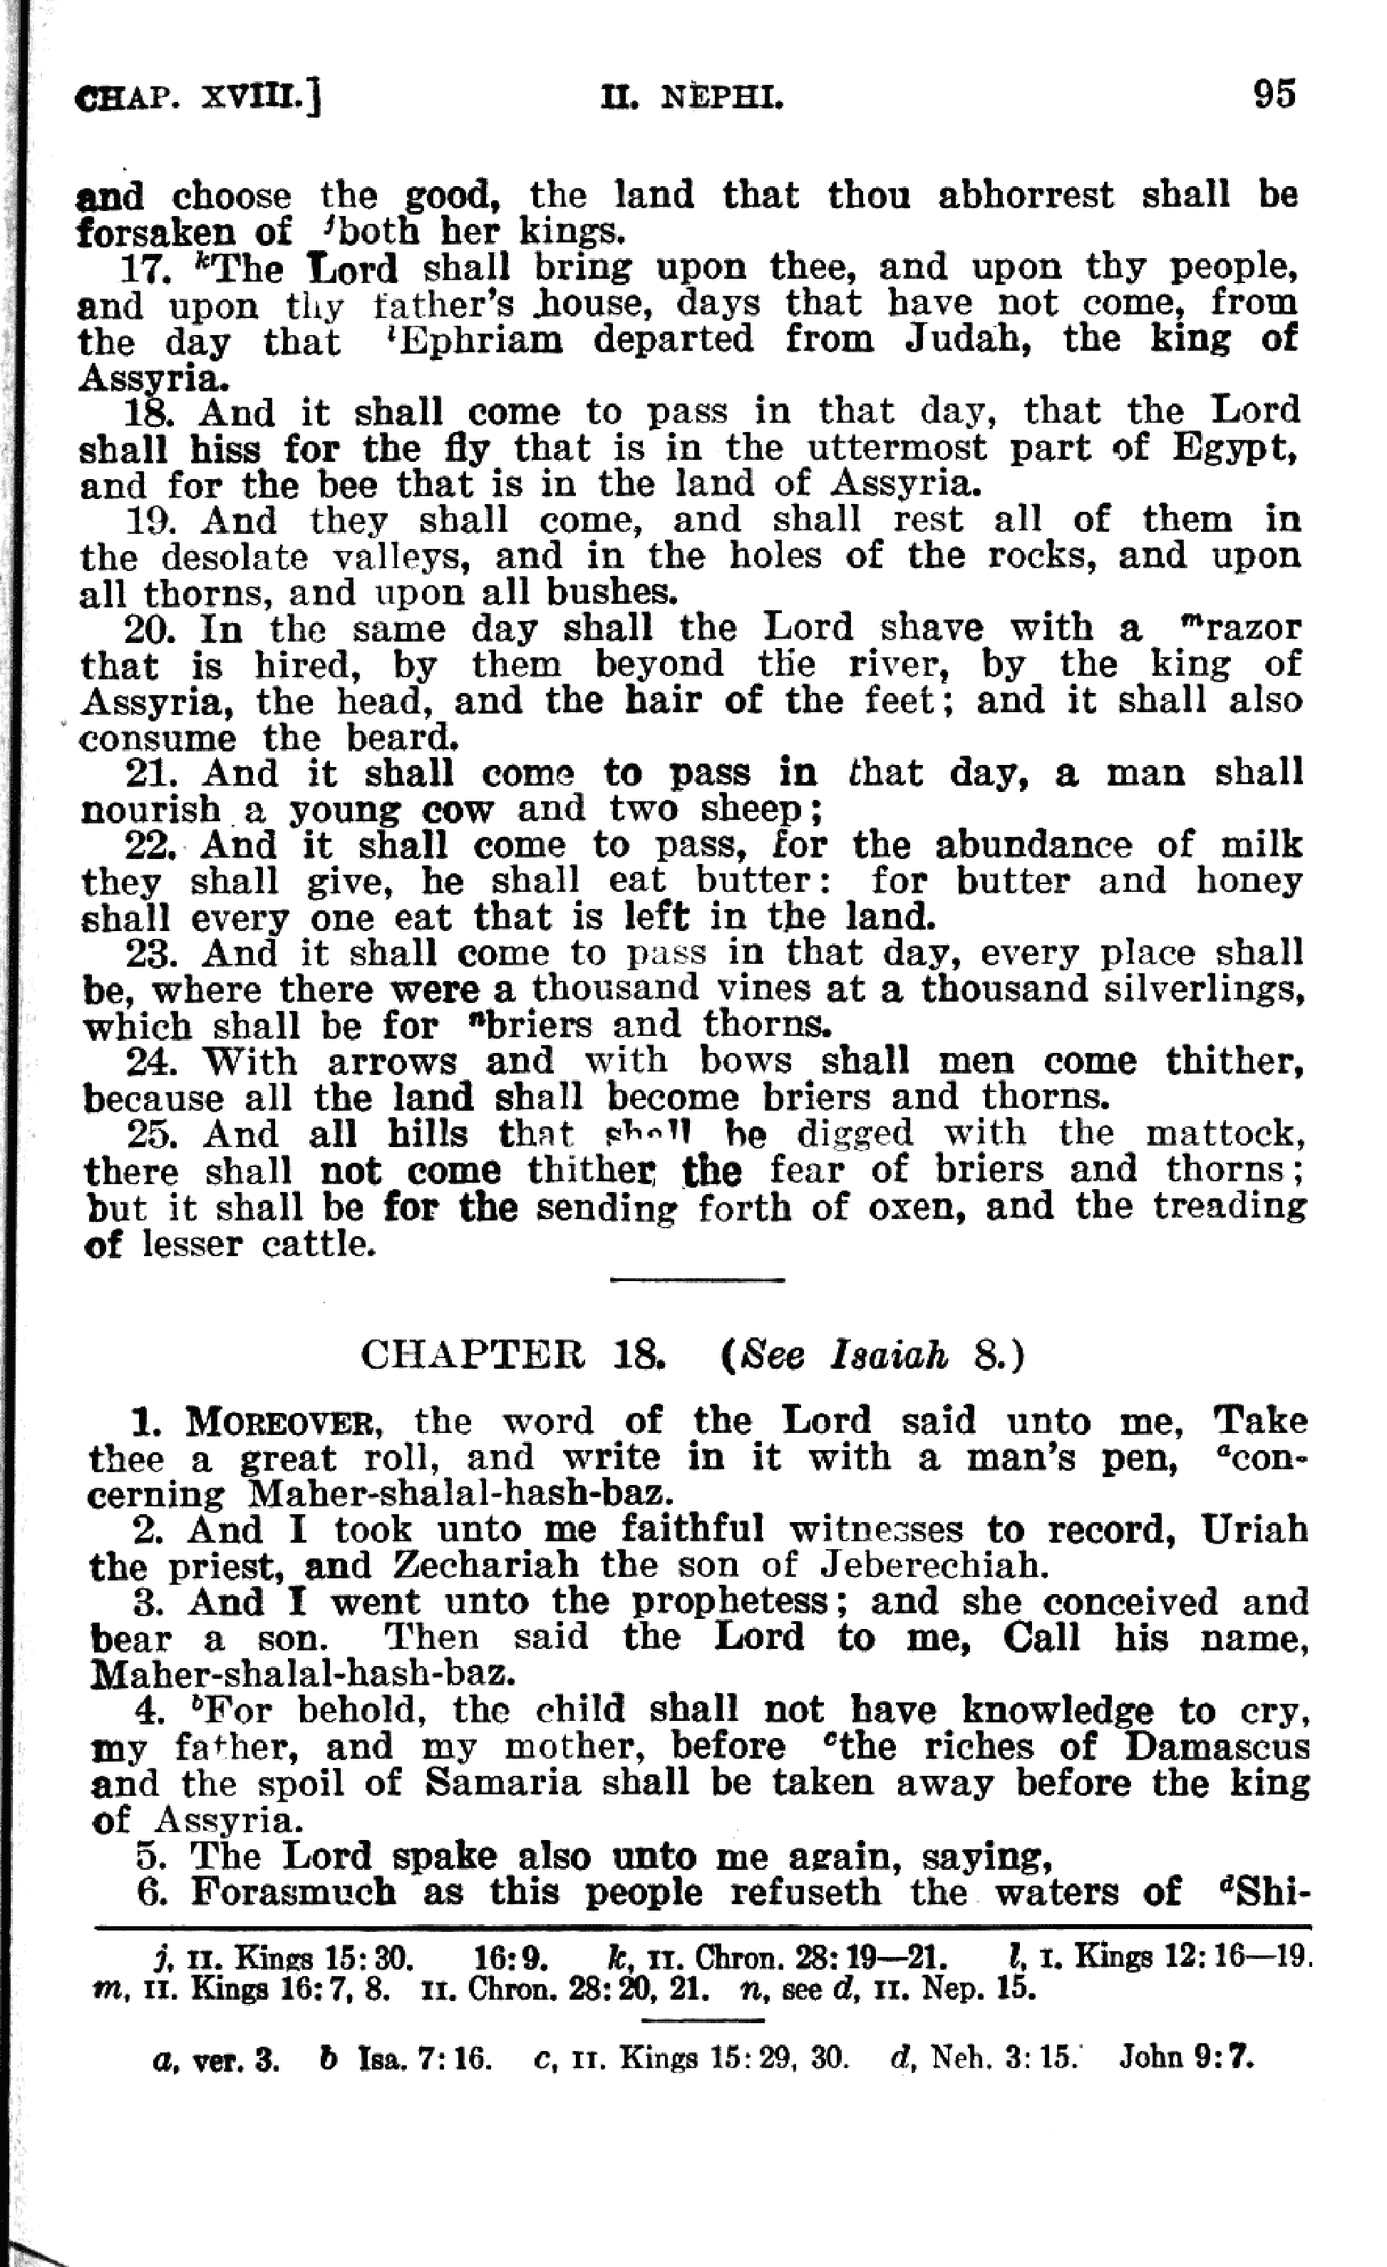 CHAP. XVIII.] II. NEPHI. 95
and choose the good, the land that thou abhorrest shall be
forsaken of ʲboth her kings.
17. ᵏThe Lord shall bring upon thee, and upon thy people,
and upon thy father's house, days that have not come, from
the day that ˡEphriam departed from Judah, the king of
Assyria.
18. And it shall come to pass in that day, that the Lord
shall hiss for the fly that is in the uttermost part of Egypt,
and for the bee that is in the land of Assyria.
19. And they shall come, and shall rest all of them in
the desolate valleys, and in the holes of the rocks, and upon
all thorns, and upon all bushes.
20. In the same day shall the Lord shave with a ᵐrazor
that is hired, by them beyond the river, by the king of
Assyria, the head, and the hair of the feet; and it shall also
consume the beard.
21. And it shall come to pass in that day, a man shall
nourish a young cow and two sheep;
22. And it shall come to pass, for the abundance of milk
they shall give, he shall eat butter: for butter and honey
shall every one eat that is left in the land.
23. And it shall come to pass in that day, every place shall
be, where there were a thousand vines at a thousand silverlings,
which shall be for ⁿbriers and thorns.
24. With arrows and with bows shall men come thither,
because all the land shall become briers and thorns.
25. And all hills that shall be digged with the mattock,
there shall not come thither the fear of briers and thorns;
but it shall be for the sending forth of oxen, and the treading
of lesser cattle.
CHAPTER 18. (See Isaiah 8.)
1. MOREOVER, the word of the Lord said unto me, Take
thee a great roll, and write in it with a man's pen, ᵃcon-
cerning Maher-shalal-hash-baz.
2. And I took unto me faithful witnesses to record, Uriah
the priest, and Zechariah the son of Jeberechiah.
3. And I went unto the prophetess; and she conceived and
bear a son. Then said the Lord to me, Call his name,
Maher-shalal-hash-baz.
4. ᵇFor behold, the child shall not have knowledge to cry,
my father, and my mother, before ᶜthe riches of Damascus
and the spoil of Samaria shall be taken away before the king
of Assyria.
5. The Lord spake also unto me again, saying,
6. Forasmuch as this people refuseth the waters of ᵈShi-
j, II. Kings 15:30. 16:9. k, II. Chron. 28:19—21. l, I. Kings 12:16—19.
m, II. Kings 16:7, 8. II. Chron. 28:20, 21. n, see d, II. Nep. 15.
a, ver. 3. b Isa. 7:16. c, II. Kings 15:29, 30. d, Neh. 3:15. John 9:7.